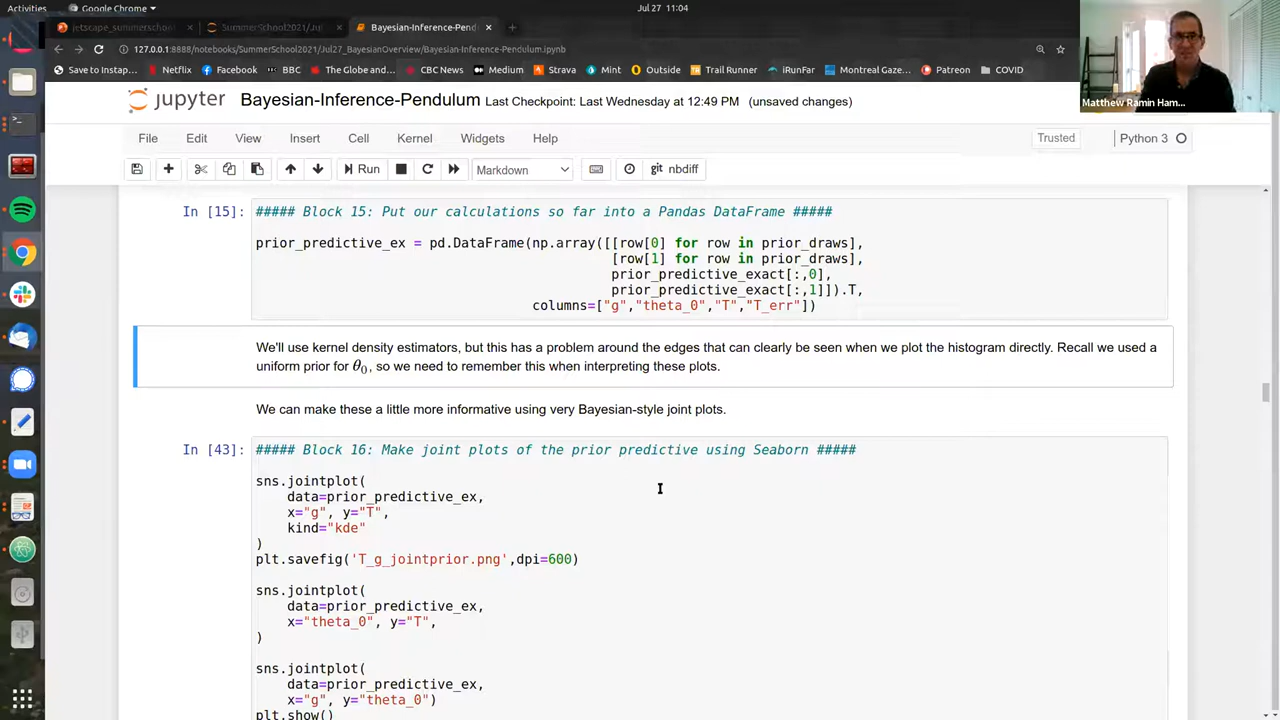 Activities
Google Chrome
Jul 27 11:04
jetscape_summerschoo
SummerSchool2021/Jul
Bayesian-Inference-Pend
127.0.0.1:8888/notebooks/SummerSchool2021/Jul27_BayesianOverview/Bayesian-Inference-Pendulum.ipynb
Save to Instap... Netflix Facebook BBC The Globe and... CBC News Medium Strava Mint Outside Trail Runner iRunFar Montreal Gaze... Patreon COVID
Matthew Ramin Ham...
jupyter Bayesian-Inference-Pendulum Last Checkpoint: Last Wednesday at 12:49 PM (unsaved changes)
File Edit View Insert Cell Kernel Widgets Help Trusted Python 3
Run Markdown git nbdiff
In [15]: ##### Block 15: Put our calculations so far into a Pandas DataFrame #####
prior_predictive_ex = pd.DataFrame(np.array([[row[0] for row in prior_draws],
[row[1] for row in prior_draws],
prior_predictive_exact[:,0],
prior_predictive_exact[:,1]]).T,
columns=["g","theta_0","T","T_err"])
We'll use kernel density estimators, but this has a problem around the edges that can clearly be seen when we plot the histogram directly. Recall we used a
uniform prior for θ₀, so we need to remember this when interpreting these plots.
We can make these a little more informative using very Bayesian-style joint plots.
In [43]: ##### Block 16: Make joint plots of the prior predictive using Seaborn #####
sns.jointplot(
data=prior_predictive_ex,
x="g", y="T",
kind="kde"
)
plt.savefig('T_g_jointprior.png',dpi=600)
sns.jointplot(
data=prior_predictive_ex,
x="theta_0", y="T",
)
sns.jointplot(
data=prior_predictive_ex,
x="g", y="theta_0")
plt.show()